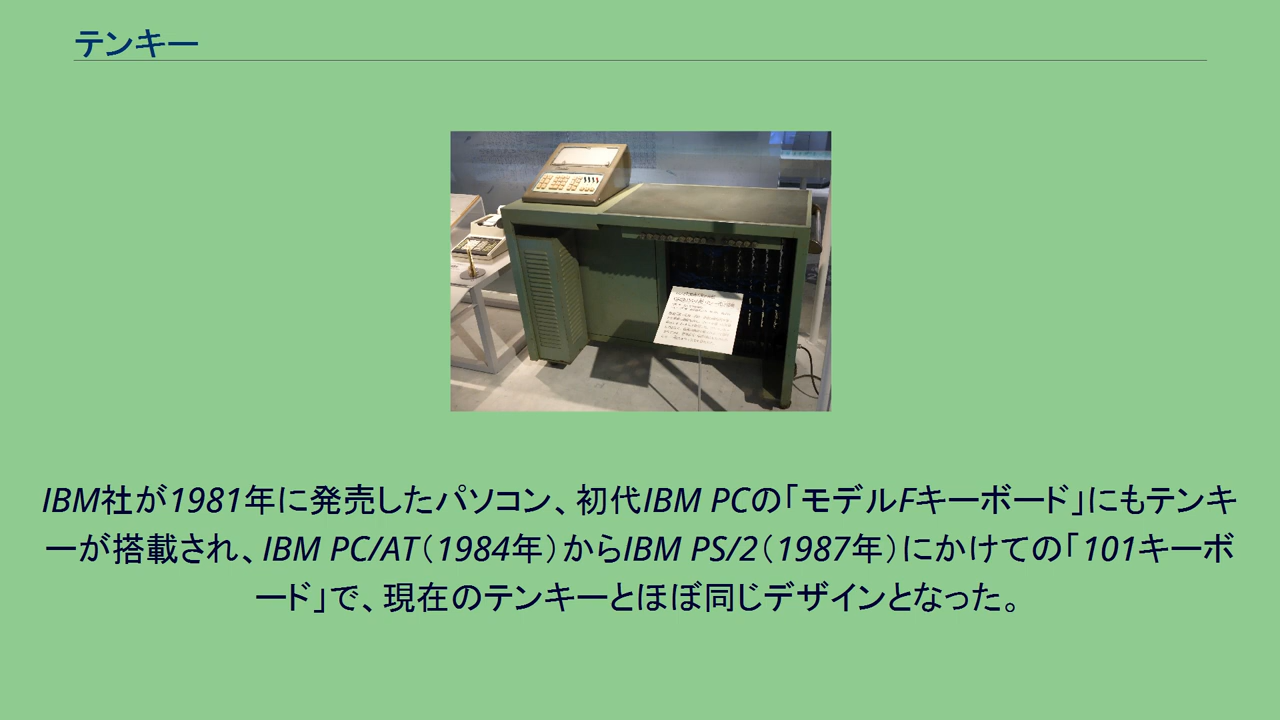 テンキー
IBM社が1981年に発売したパソコン、初代IBM PCの「モデルFキーボード」にもテンキ
ーが搭載され、IBM PC/AT（1984年）からIBM PS/2（1987年）にかけての「101キーボ
ード」で、現在のテンキーとほぼ同じデザインとなった。